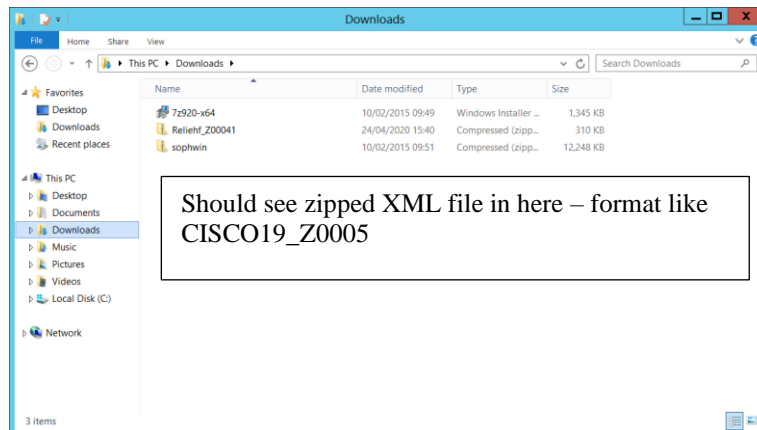 Downloads
File Home Share View
This PC Downloads Search Downloads
Name Date modified Type Size
Favorites
Desktop
Downloads
Recent places
This PC
Desktop
Documents
Downloads
Music
Pictures
Videos
Local Disk (C:)
Network
7z920-x64 10/02/2015 09:49 Windows Installer ... 1,345 KB
Reliehf_Z00041 24/04/2020 15:40 Compressed (zipp... 310 KB
sophwin 10/02/2015 09:51 Compressed (zipp... 12,248 KB
Should see zipped XML file in here – format like
CISCO19_Z0005
3 items